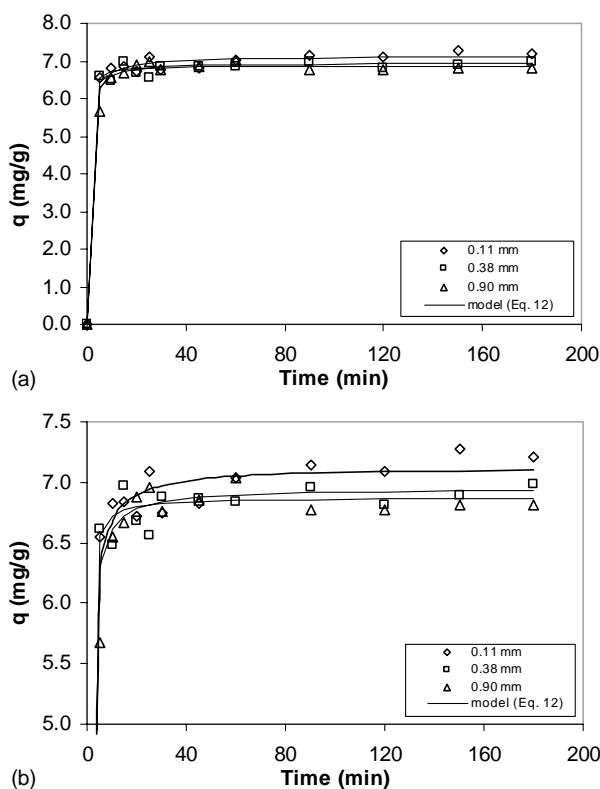 8.0
7.0
6.0
5.0
4.0
3.0
2.0
1.0
0.0
q (mg/g)
0.11 mm
0.38 mm
0.90 mm
model (Eq. 12)
0 40 80 120 160 200
(a)
Time (min)
7.5
7.0
6.5
6.0
5.5
5.0
q (mg/g)
0.11 mm
0.38 mm
0.90 mm
model (Eq. 12)
0 40 80 120 160 200
(b)
Time (min)